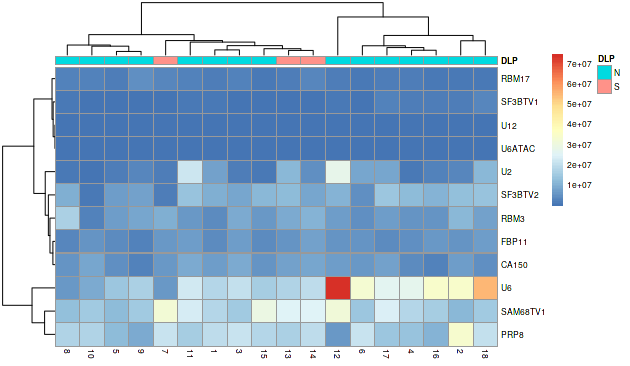 DLP
RBM17
SF3BTV1
U12
U6ATAC
U2
SF3BTV2
RBM3
FBP11
CA150
U6
SAM68TV1
PRP8
8 10 5 9 7 11 1 3 15 13 14 12 6 17 4 16 2 18
7e+07
6e+07
5e+07
4e+07
3e+07
2e+07
1e+07
DLP
N
S